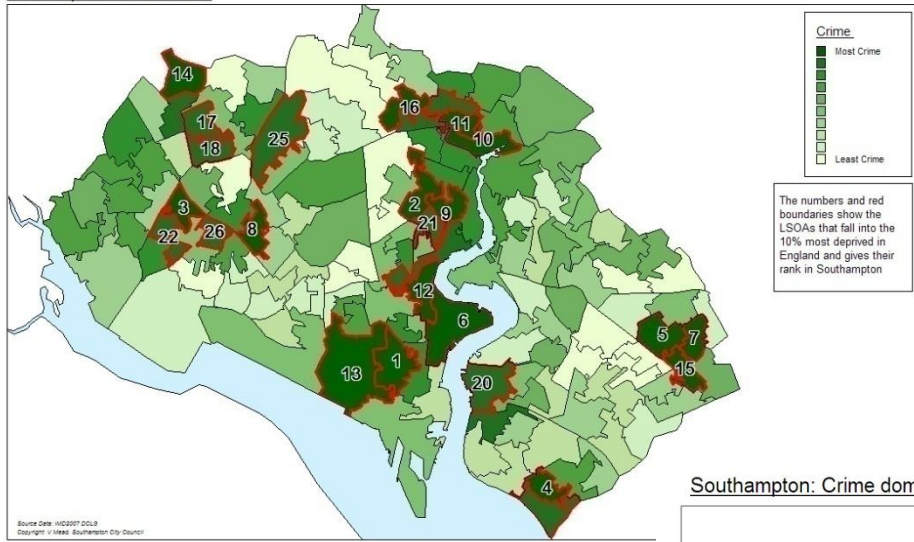 Crime
Most Crime
Least Crime
The numbers and red
boundaries show the
LSOAs that fall into the
10% most deprived in
England and gives their
rank in Southampton
14
17
18
25
16
11
10
3
22
26
8
2
21
9
12
6
13
1
20
5
7
15
4
Source Data: IMD2007 DCLG
Copyright: V Meas, Southampton City Council
Southampton: Crime dom